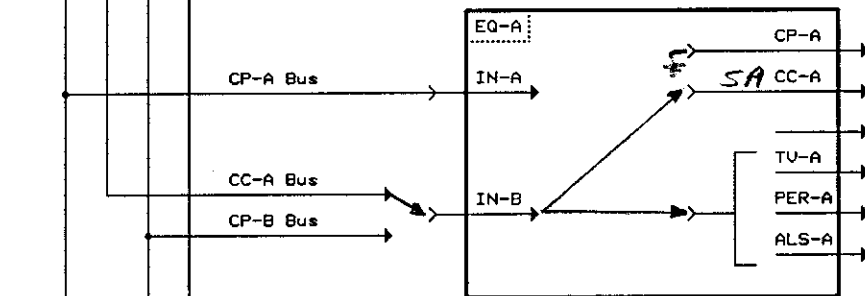 EQ-A
CP-A
CP-A Bus
IN-A
5A CC-A
TV-A
CC-A Bus
IN-B
PER-A
CP-B Bus
ALS-A